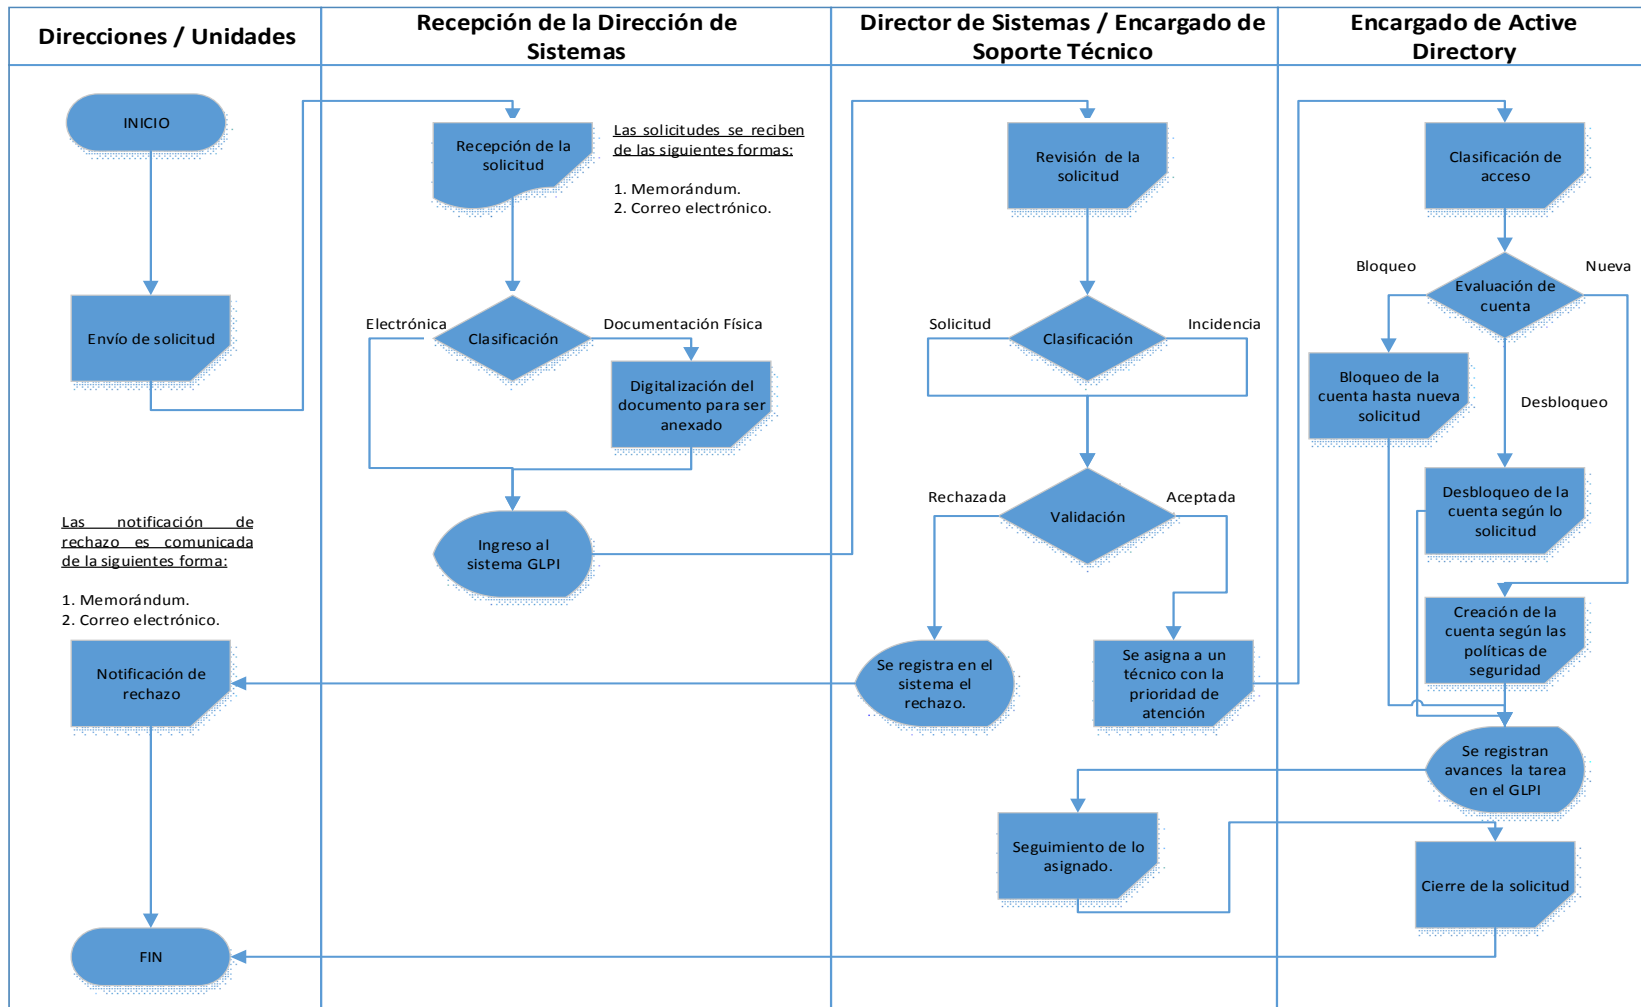 Direcciones / Unidades
Recepción de la Dirección de
Sistemas
Director de Sistemas / Encargado de
Soporte Técnico
Encargado de Active
Directory
INICIO
Envío de solicitud
Las notificación de
rechazo es comunicada
de la siguientes forma:
1. Memorándum.
2. Correo electrónico.
Notificación de
rechazo
FIN
Recepción de la
solicitud
Las solicitudes se reciben
de las siguientes formas:
1. Memorándum.
2. Correo electrónico.
Electrónica
Clasificación
Documentación Física
Digitalización del
documento para ser
anexado
Ingreso al
sistema GLPI
Revisión de la
solicitud
Solicitud
Clasificación
Incidencia
Rechazada
Validación
Aceptada
Se registra en el
sistema el
rechazo.
Se asigna a un
técnico con la
prioridad de
atención
Seguimiento de lo
asignado.
Clasificación de
acceso
Bloqueo
Evaluación de
cuenta
Nueva
Bloqueo de la
cuenta hasta nueva
solicitud
Desbloqueo
Desbloqueo de la
cuenta según lo
solicitud
Creación de la
cuenta según las
políticas de
seguridad
Se registran
avances la tarea
en el GLPI
Cierre de la solicitud